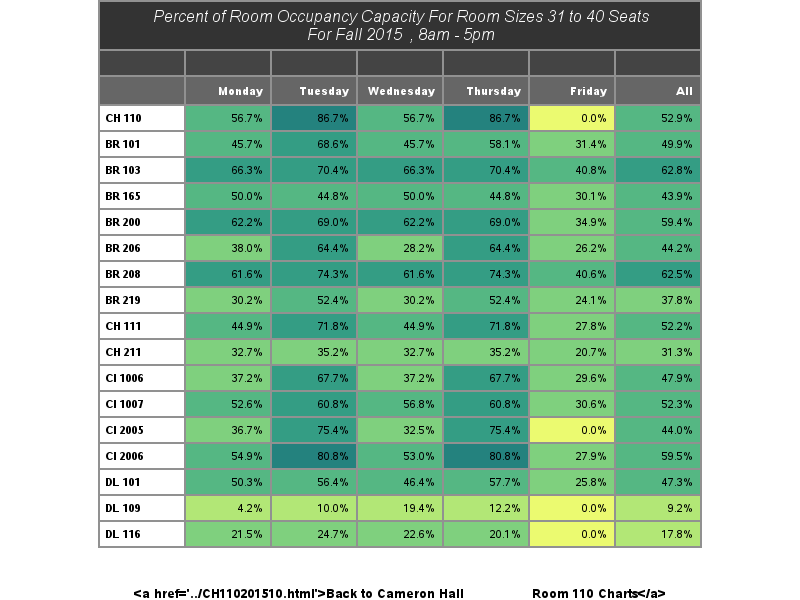 Percent of Room Occupancy Capacity For Room Sizes 31 to 40 Seats
For Fall 2015 , 8am - 5pm
Monday Tuesday Wednesday Thursday Friday All
CH 110 56.7% 86.7% 56.7% 86.7% 0.0% 52.9%
BR 101 45.7% 68.6% 45.7% 58.1% 31.4% 49.9%
BR 103 66.3% 70.4% 66.3% 70.4% 40.8% 62.8%
BR 165 50.0% 44.8% 50.0% 44.8% 30.1% 43.9%
BR 200 62.2% 69.0% 62.2% 69.0% 34.9% 59.4%
BR 206 38.0% 64.4% 28.2% 64.4% 26.2% 44.2%
BR 208 61.6% 74.3% 61.6% 74.3% 40.6% 62.5%
BR 219 30.2% 52.4% 30.2% 52.4% 24.1% 37.8%
CH 111 44.9% 71.8% 44.9% 71.8% 27.8% 52.2%
CH 211 32.7% 35.2% 32.7% 35.2% 20.7% 31.3%
CI 1006 37.2% 67.7% 37.2% 67.7% 29.6% 47.9%
CI 1007 52.6% 60.8% 56.8% 60.8% 30.6% 52.3%
CI 2005 36.7% 75.4% 32.5% 75.4% 0.0% 44.0%
CI 2006 54.9% 80.8% 53.0% 80.8% 27.9% 59.5%
DL 101 50.3% 56.4% 46.4% 57.7% 25.8% 47.3%
DL 109 4.2% 10.0% 19.4% 12.2% 0.0% 9.2%
DL 116 21.5% 24.7% 22.6% 20.1% 0.0% 17.8%
<a href='../CH110201510.html'>Back to Cameron Hall Room 110 Charts</a>